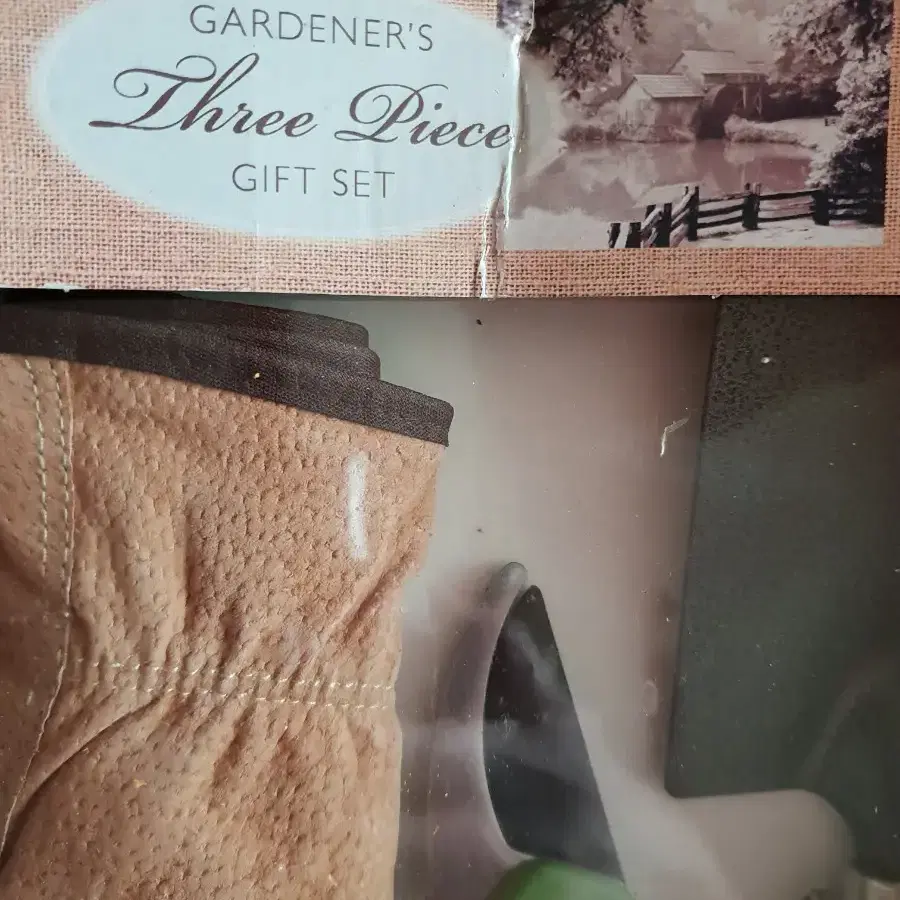 GARDENER'S
Three Piece
GIFT SET